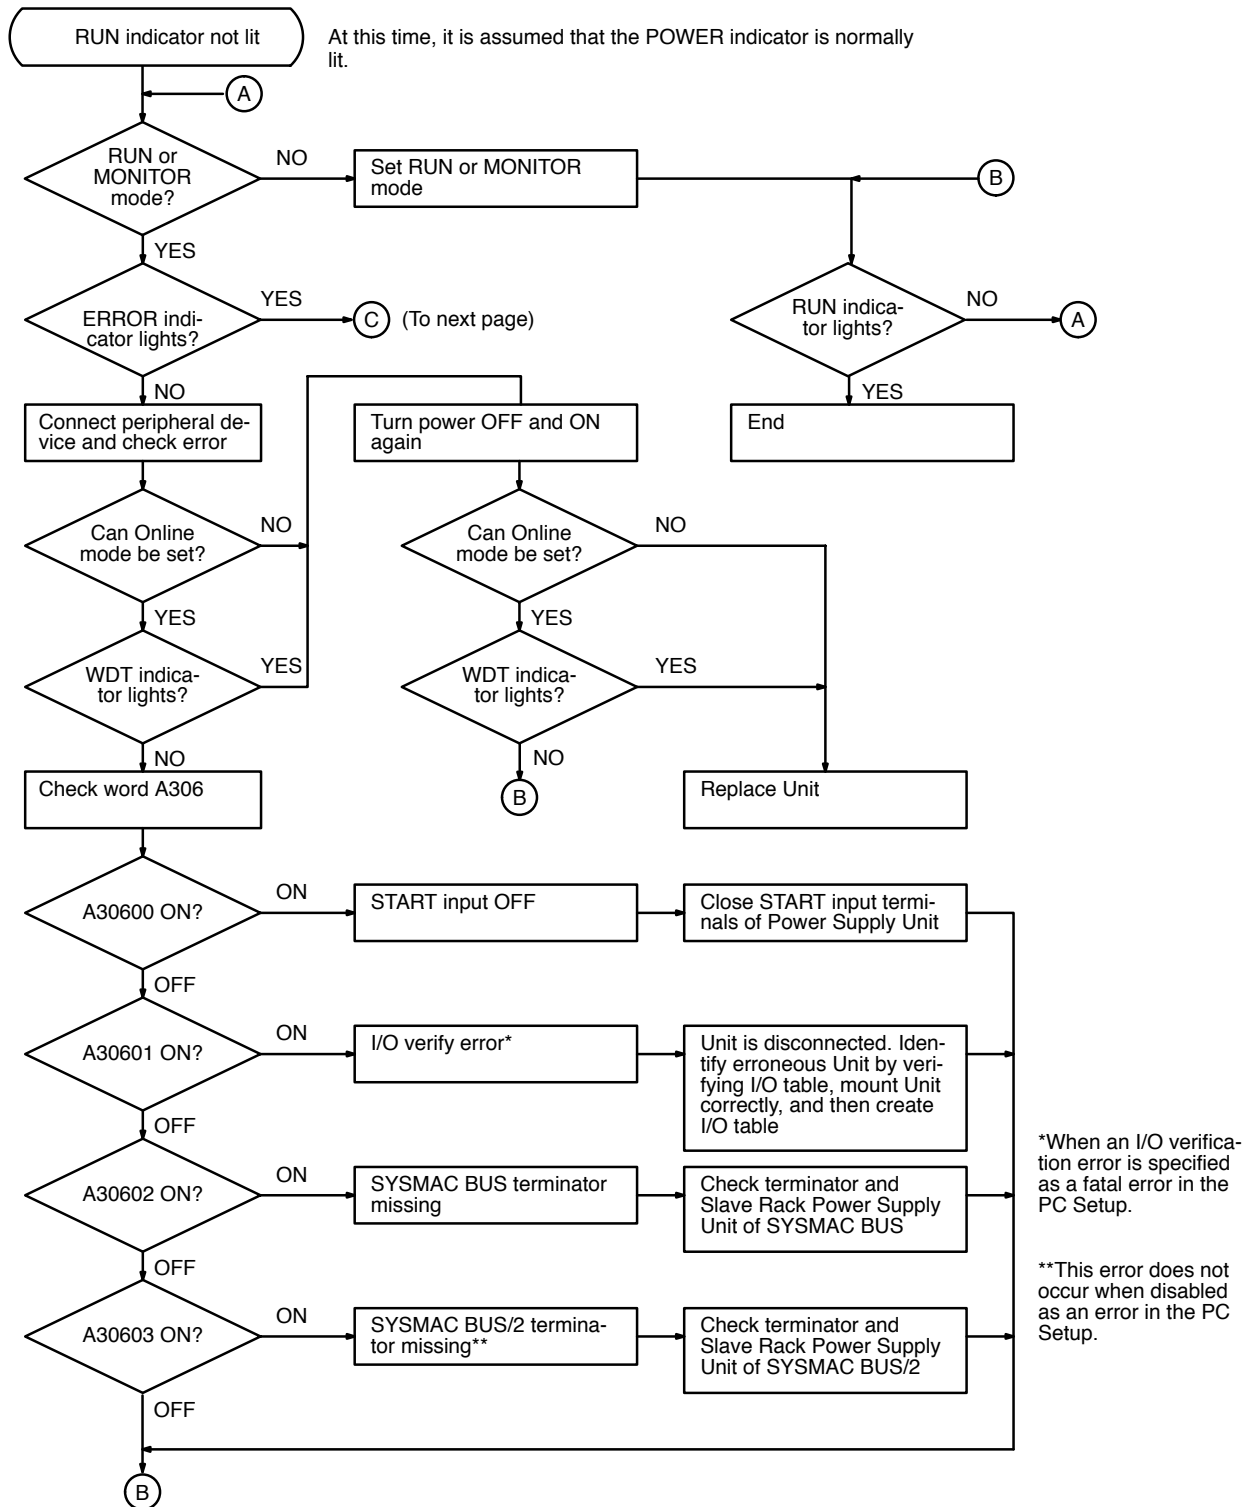 RUN indicator not lit
At this time, it is assumed that the POWER indicator is normally
lit.
A
RUN or
MONITOR
mode?
NO
Set RUN or MONITOR
mode
B
YES
ERROR indi-
cator lights?
YES
C
(To next page)
RUN indica-
tor lights?
NO
A
NO
YES
Connect peripheral de-
vice and check error
Turn power OFF and ON
again
End
Can Online
mode be set?
NO
Can Online
mode be set?
NO
YES
YES
WDT indica-
tor lights?
YES
WDT indica-
tor lights?
YES
NO
NO
Check word A306
B
Replace Unit
A30600 ON?
ON
START input OFF
Close START input termi-
nals of Power Supply Unit
OFF
A30601 ON?
ON
I/O verify error*
Unit is disconnected. Iden-
tify erroneous Unit by veri-
fying I/O table, mount Unit
correctly, and then create
I/O table
OFF
*When an I/O verifica-
tion error is specified
as a fatal error in the
PC Setup.
A30602 ON?
ON
SYSMAC BUS terminator
missing
Check terminator and
Slave Rack Power Supply
Unit of SYSMAC BUS
OFF
**This error does not
occur when disabled
as an error in the PC
Setup.
A30603 ON?
ON
SYSMAC BUS/2 termina-
tor missing**
Check terminator and
Slave Rack Power Supply
Unit of SYSMAC BUS/2
OFF
B